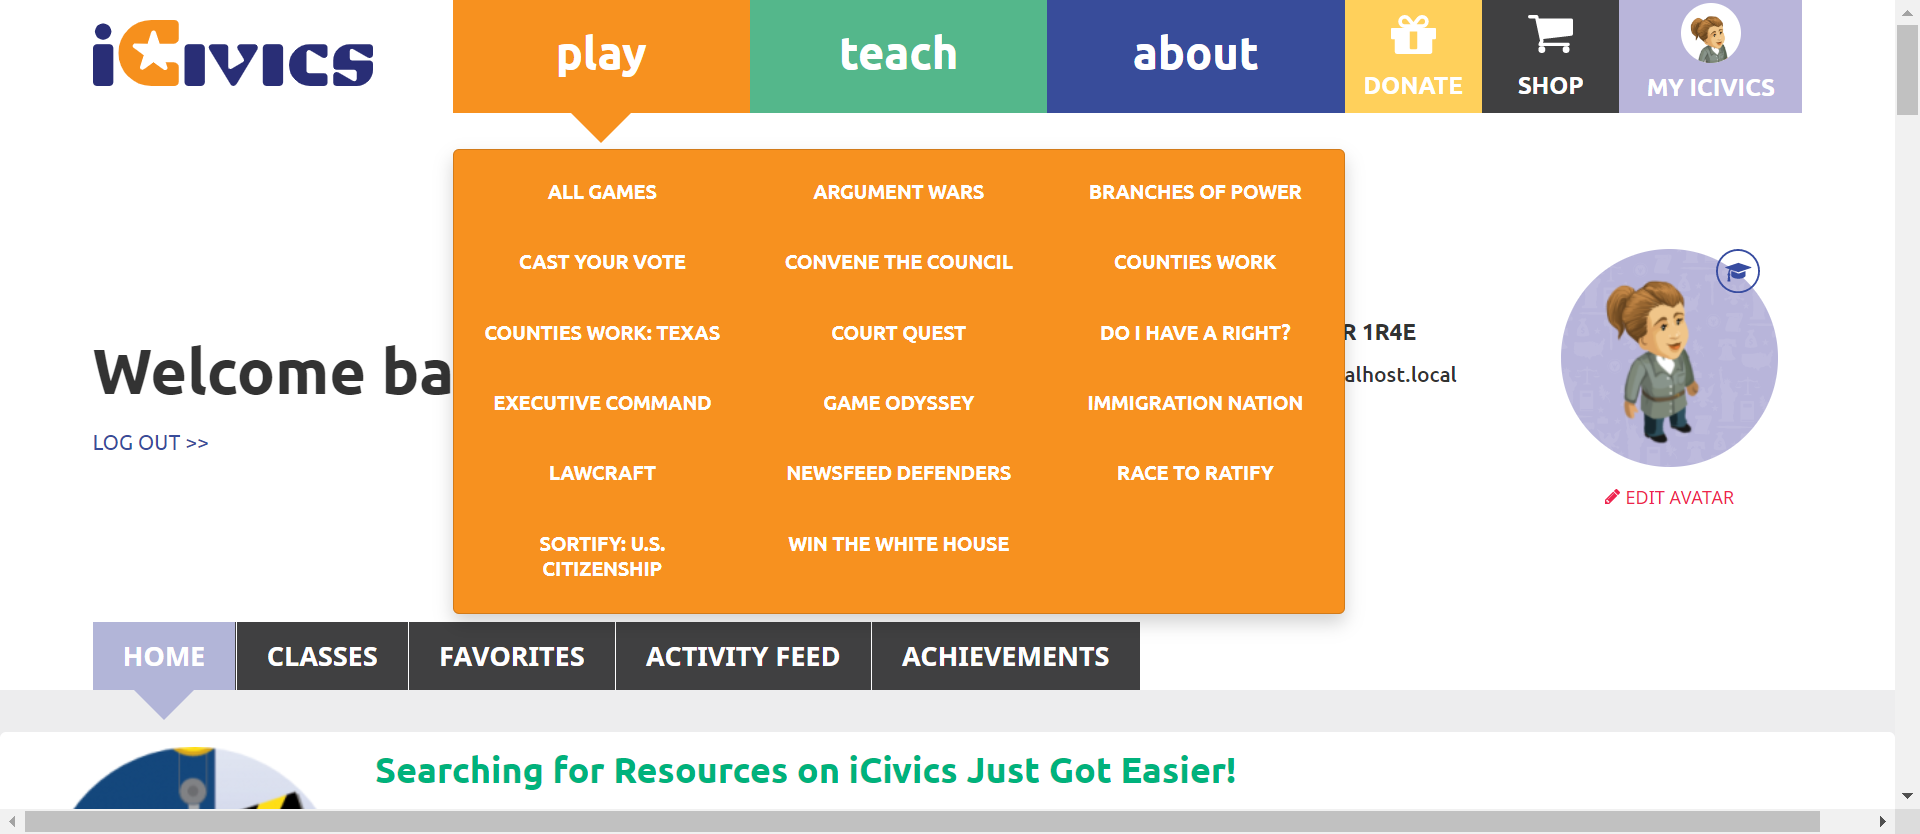 iCivics
play
teach
about
DONATE
SHOP
MY ICIVICS
ALL GAMES
ARGUMENT WARS
BRANCHES OF POWER
CAST YOUR VOTE
CONVENE THE COUNCIL
COUNTIES WORK
COUNTIES WORK: TEXAS
COURT QUEST
DO I HAVE A RIGHT?
EXECUTIVE COMMAND
GAME ODYSSEY
IMMIGRATION NATION
LAWCRAFT
NEWSFEED DEFENDERS
RACE TO RATIFY
SORTIFY: U.S.
CITIZENSHIP
WIN THE WHITE HOUSE
Welcome ba
LOG OUT >>
R 1R4E
alhost.local
EDIT AVATAR
HOME
CLASSES
FAVORITES
ACTIVITY FEED
ACHIEVEMENTS
Searching for Resources on iCivics Just Got Easier!